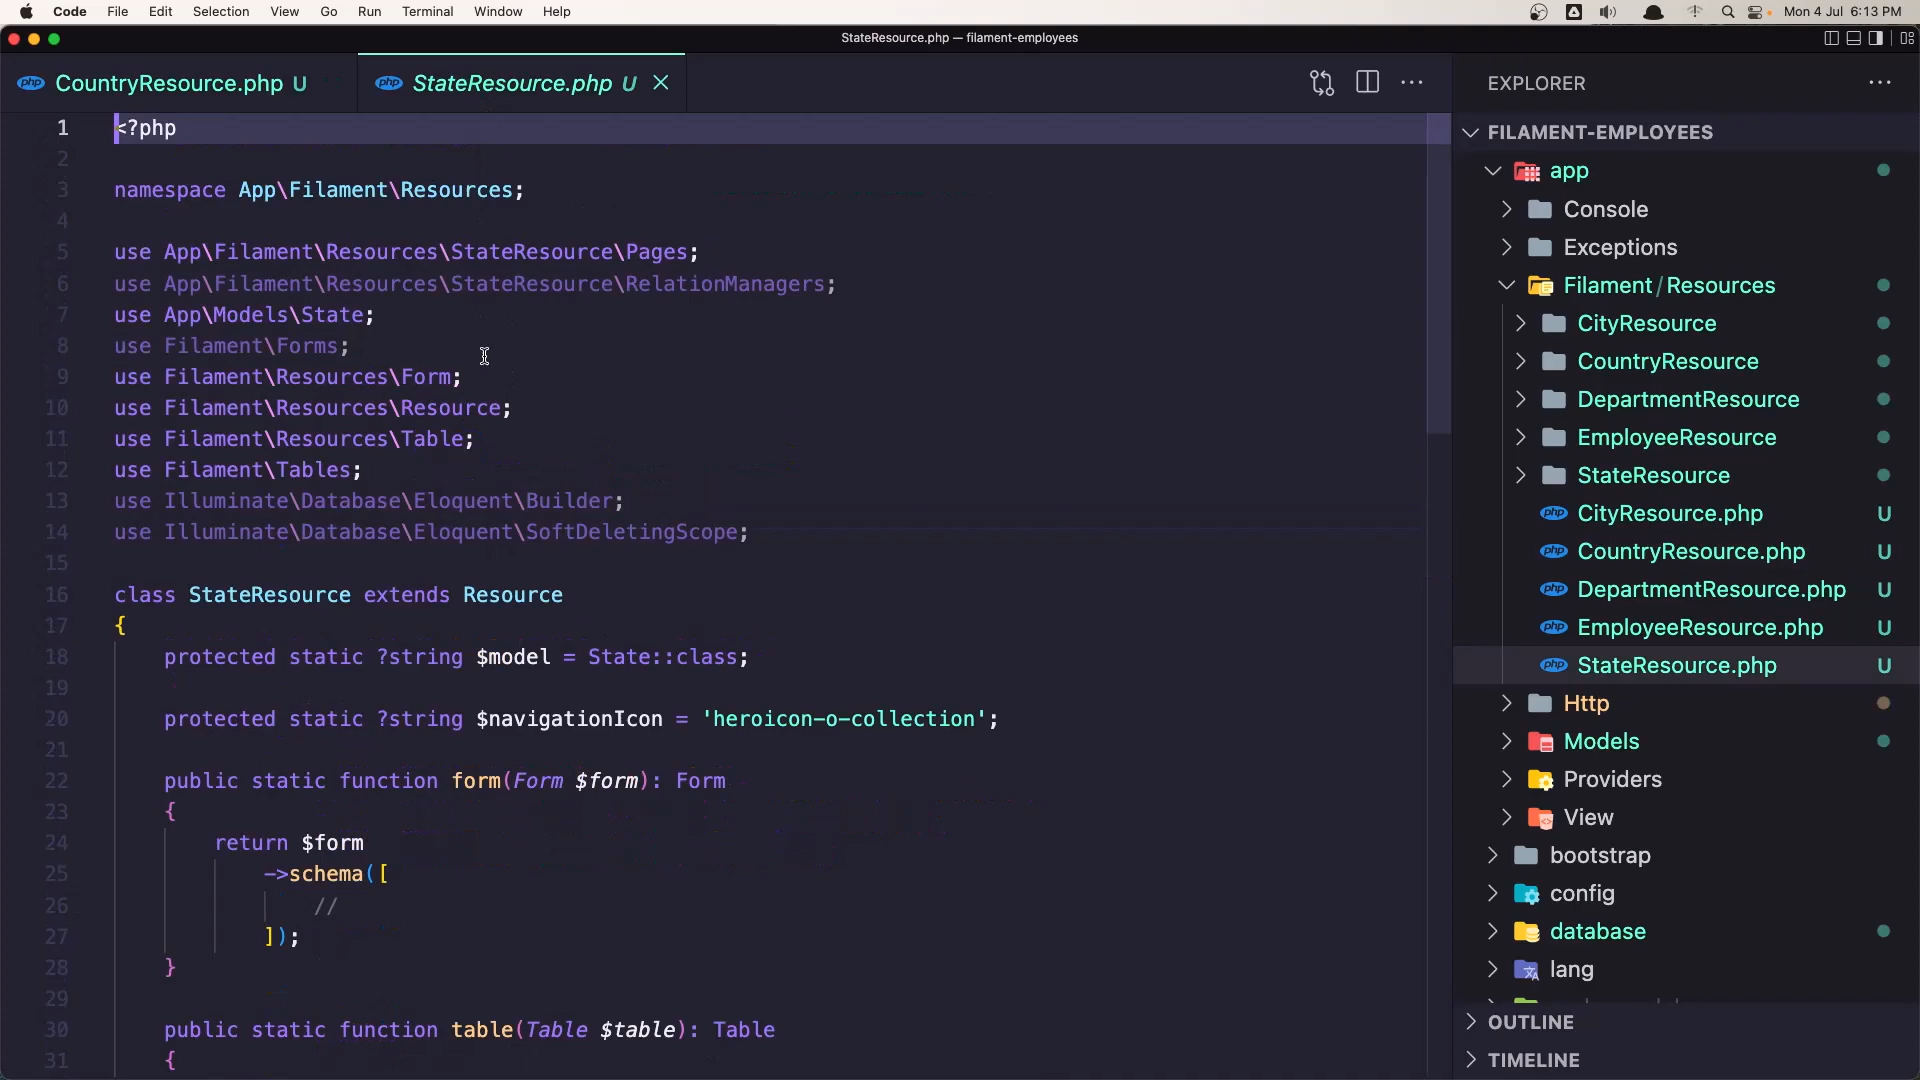 Code File Edit Selection View Go Run Terminal Window Help Mon 4 Jul 6:13 PM
StateResource.php — filament-employees
php CountryResource.php U php StateResource.php U
1 <?php
2
3 namespace App\Filament\Resources;
4
5 use App\Filament\Resources\StateResource\Pages;
6 use App\Filament\Resources\StateResource\RelationManagers;
7 use App\Models\State;
8 use Filament\Forms;
9 use Filament\Resources\Form;
10 use Filament\Resources\Resource;
11 use Filament\Resources\Table;
12 use Filament\Tables;
13 use Illuminate\Database\Eloquent\Builder;
14 use Illuminate\Database\Eloquent\SoftDeletingScope;
15
16 class StateResource extends Resource
17 {
18 protected static ?string $model = State::class;
19
20 protected static ?string $navigationIcon = 'heroicon-o-collection';
21
22 public static function form(Form $form): Form
23 {
24 return $form
25 ->schema([
26 //
27 ]);
28 }
29
30 public static function table(Table $table): Table
31 {
EXPLORER
FILAMENT-EMPLOYEES
app
Console
Exceptions
Filament/Resources
CityResource
CountryResource
DepartmentResource
EmployeeResource
StateResource
php CityResource.php U
php CountryResource.php U
php DepartmentResource.php U
php EmployeeResource.php U
php StateResource.php U
Http
Models
Providers
View
bootstrap
config
database
lang
OUTLINE
TIMELINE